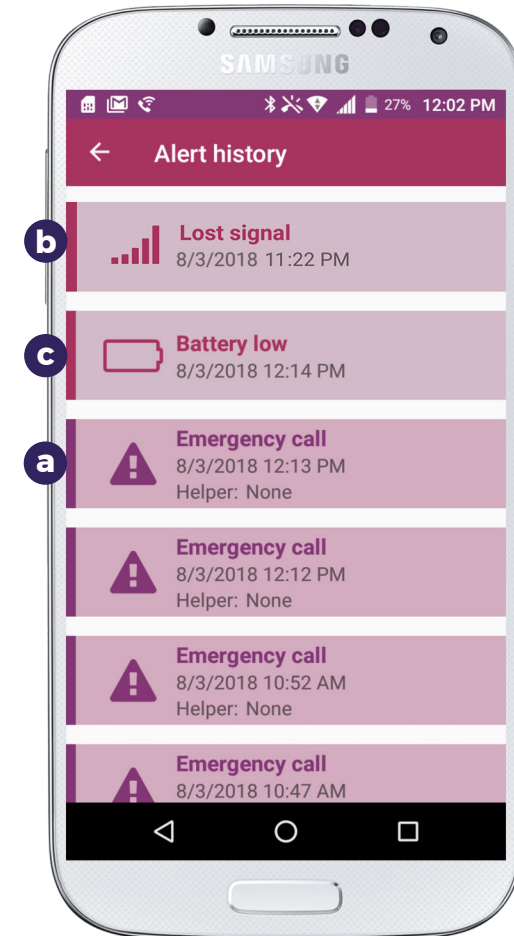 SAMSUNG
27% 12:02 PM
Alert history
b
Lost signal
8/3/2018 11:22 PM
c
Battery low
8/3/2018 12:14 PM
a
Emergency call
8/3/2018 12:13 PM
Helper: None
Emergency call
8/3/2018 12:12 PM
Helper: None
Emergency call
8/3/2018 10:52 AM
Helper: None
Emergency call
8/3/2018 10:47 AM